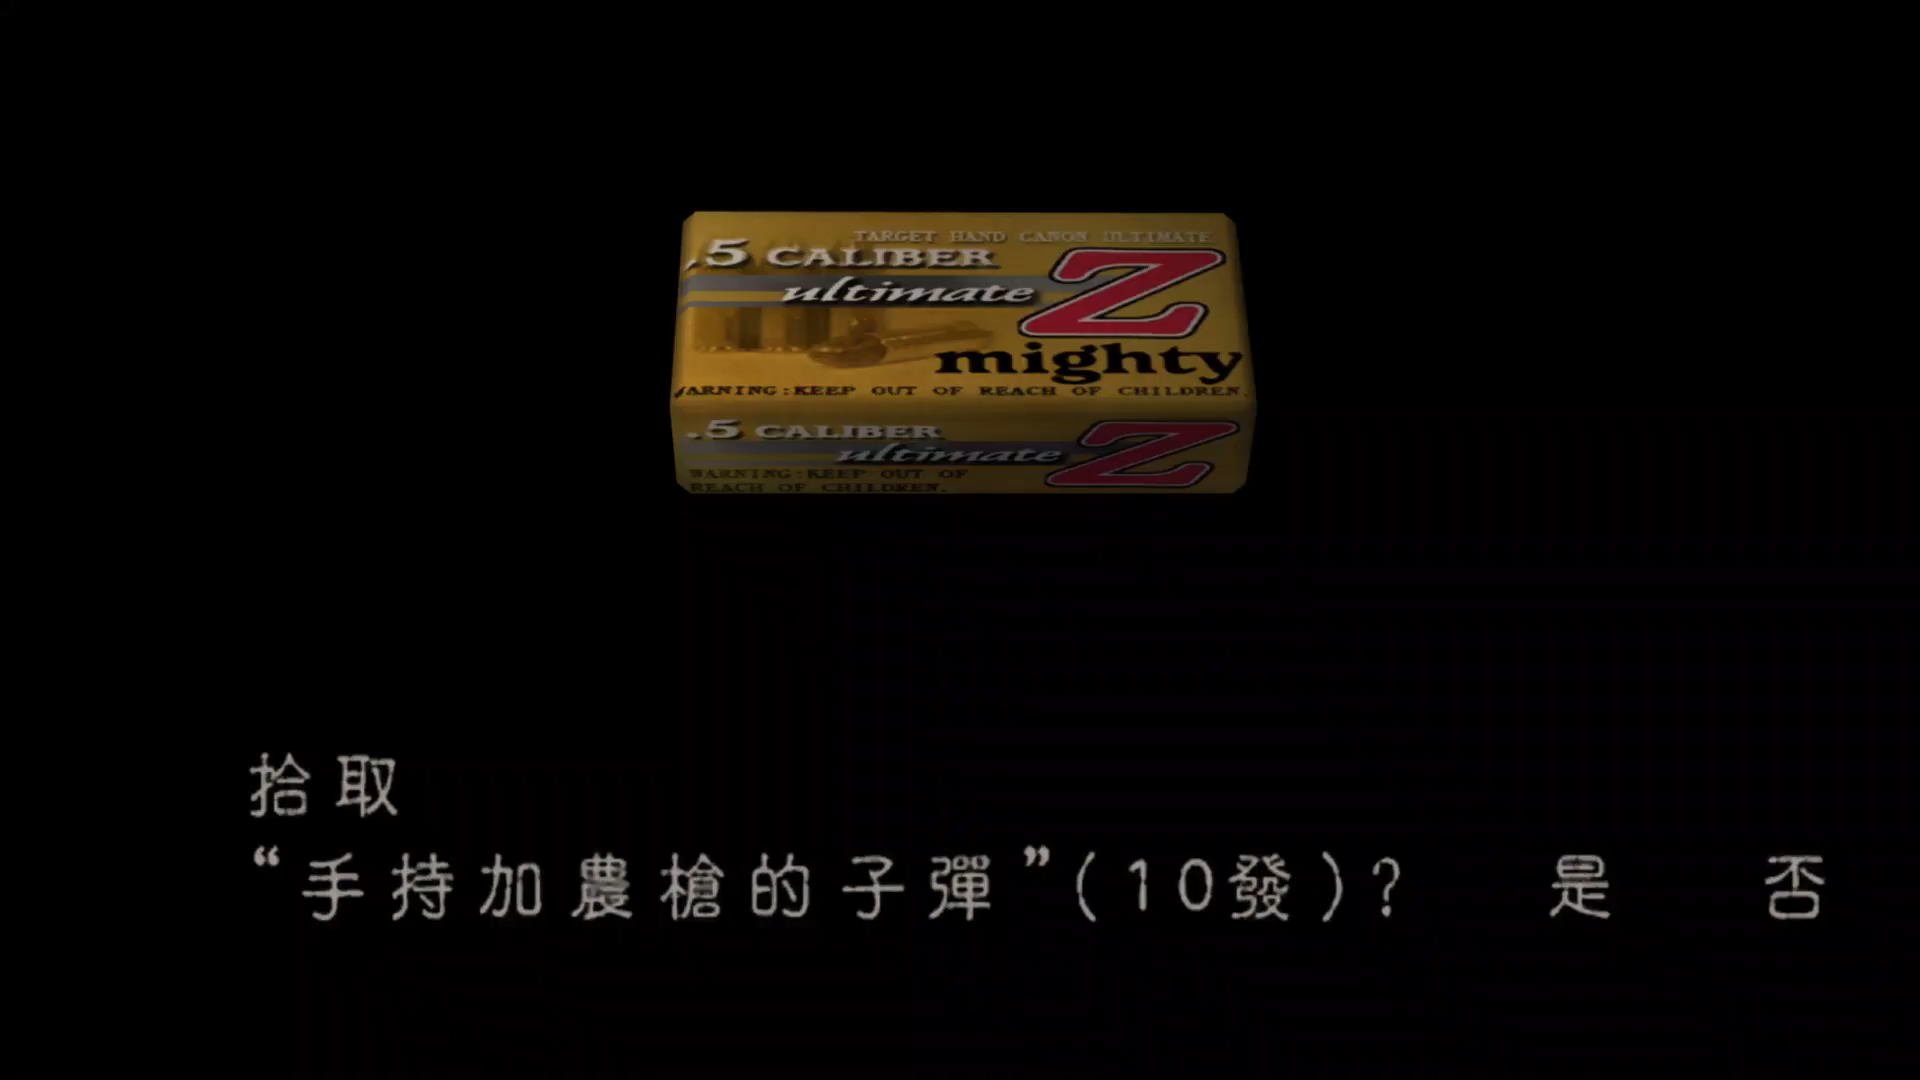 TARGET HAND CANON ULTIMATE
.5 CALIBER
ultimate
Z
mighty
WARNING:KEEP OUT OF REACH OF CHILDREN.
.5 CALIBER
ultimate
Z
WARNING:KEEP OUT OF
REACH OF CHILDREN.
拾取
“手持加農槍的子彈”(10發)? 是 否